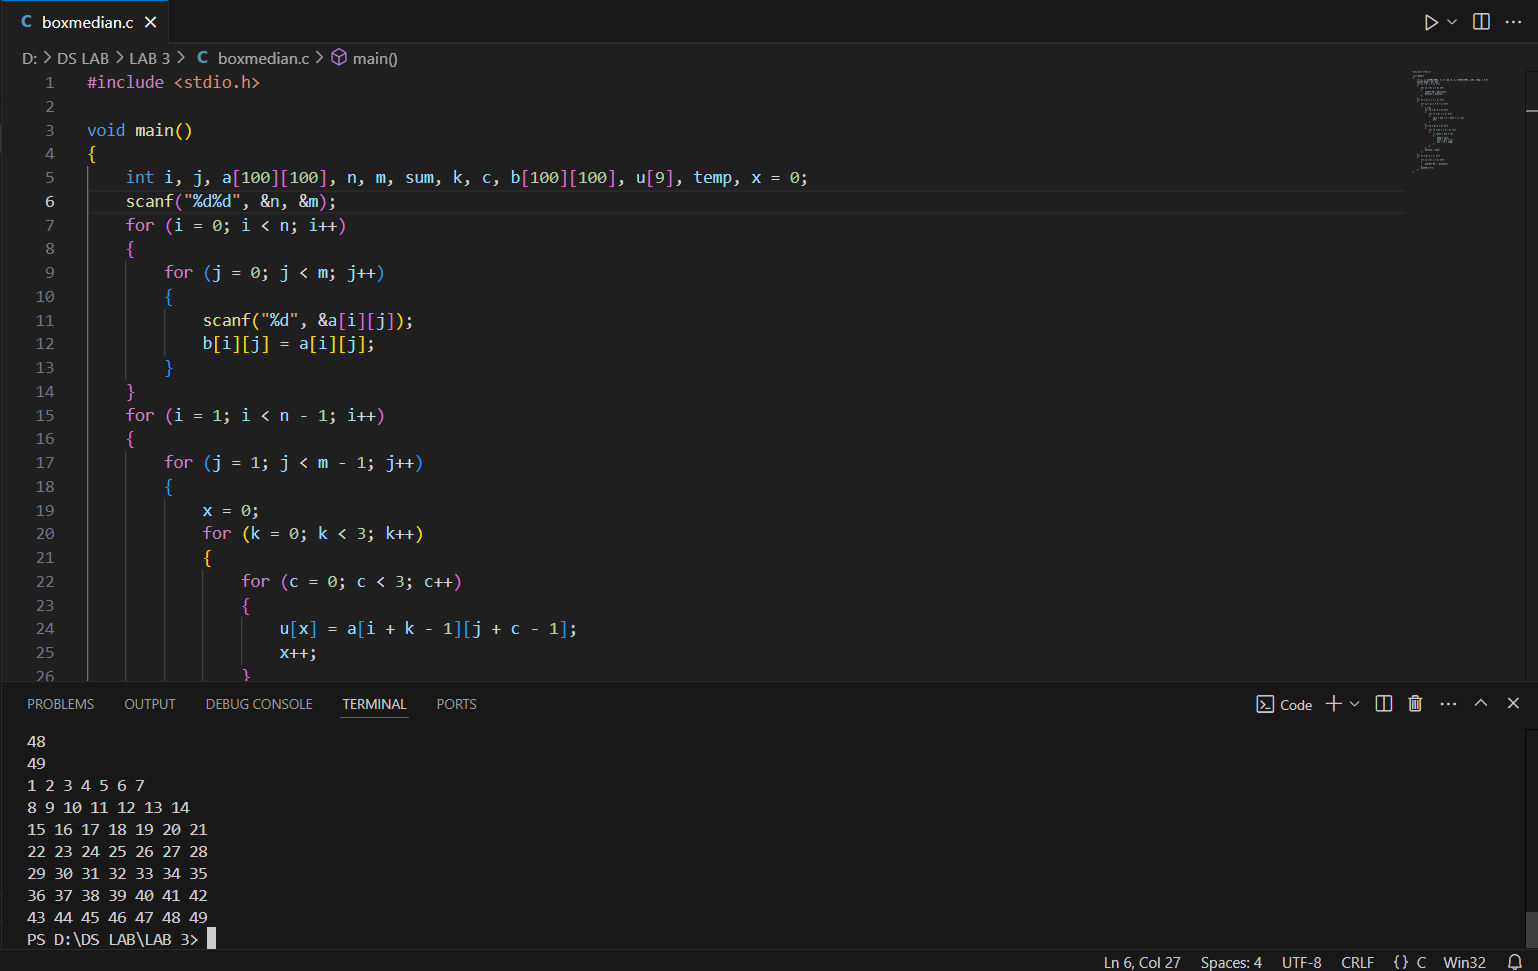 C boxmedian.c
D: > DS LAB > LAB 3 > C boxmedian.c > main()
1 #include <stdio.h>
2
3 void main()
4 {
5 int i, j, a[100][100], n, m, sum, k, c, b[100][100], u[9], temp, x = 0;
6 scanf("%d%d", &n, &m);
7 for (i = 0; i < n; i++)
8 {
9 for (j = 0; j < m; j++)
10 {
11 scanf("%d", &a[i][j]);
12 b[i][j] = a[i][j];
13 }
14 }
15 for (i = 1; i < n - 1; i++)
16 {
17 for (j = 1; j < m - 1; j++)
18 {
19 x = 0;
20 for (k = 0; k < 3; k++)
21 {
22 for (c = 0; c < 3; c++)
23 {
24 u[x] = a[i + k - 1][j + c - 1];
25 x++;
26 }
PROBLEMS OUTPUT DEBUG CONSOLE TERMINAL PORTS Code
48
49
1 2 3 4 5 6 7
8 9 10 11 12 13 14
15 16 17 18 19 20 21
22 23 24 25 26 27 28
29 30 31 32 33 34 35
36 37 38 39 40 41 42
43 44 45 46 47 48 49
PS D:\DS LAB\LAB 3>
Ln 6, Col 27 Spaces: 4 UTF-8 CRLF {} C Win32